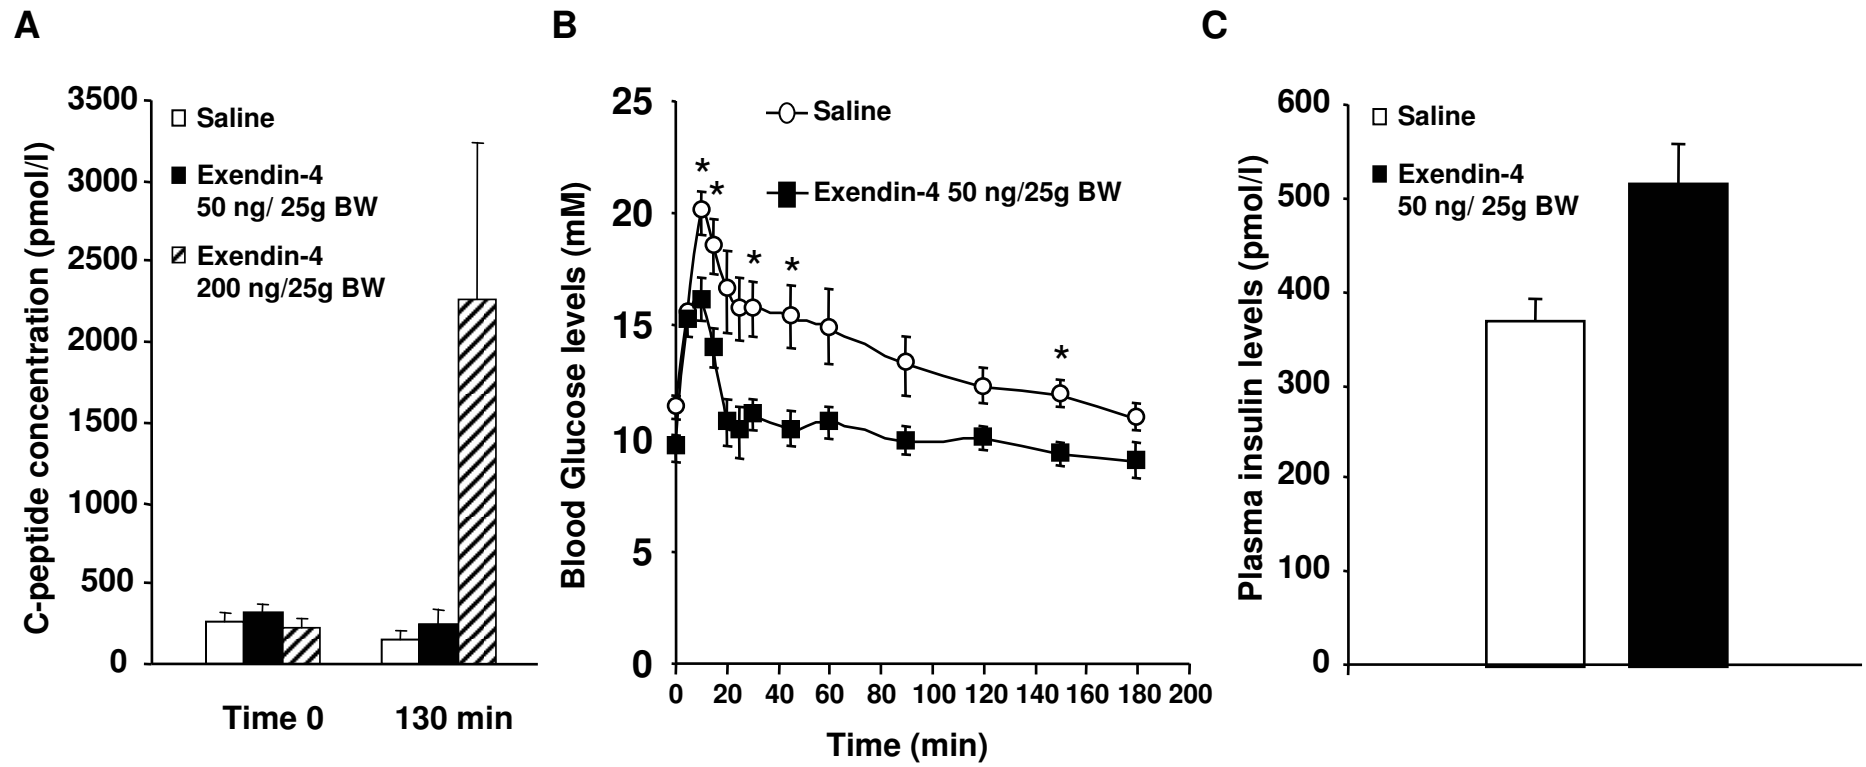 A
C-peptide concentration (pmol/l)
3500
3000
2500
2000
1500
1000
500
0
Saline
Exendin-4
50 ng/ 25g BW
Exendin-4
200 ng/25g BW
Time 0
130 min
B
Blood Glucose levels (mM)
25
20
15
10
5
0
Saline
Exendin-4 50 ng/25g BW
*
*
*
*
*
0 20 40 60 80 100 120 140 160 180 200
Time (min)
C
Plasma insulin levels (pmol/l)
600
500
400
300
200
100
0
Saline
Exendin-4
50 ng/ 25g BW